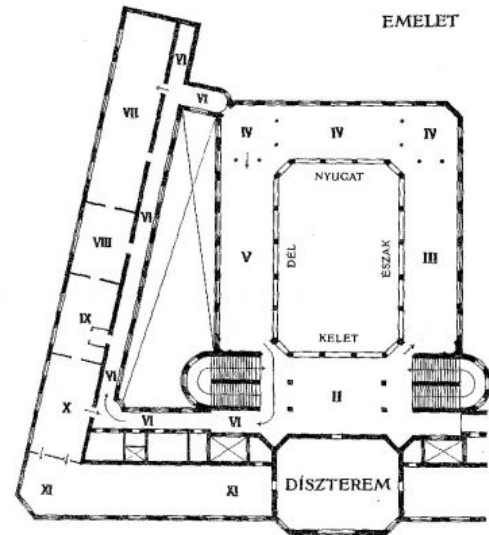 EMELET
VI
VII
VI
IV
IV
IV
NYUGAT
VI
VIII
V
DÉL
ÉSZAK
III
IX
KELET
VI
X
VI
VI
II
XI
XI
DÍSZTEREM